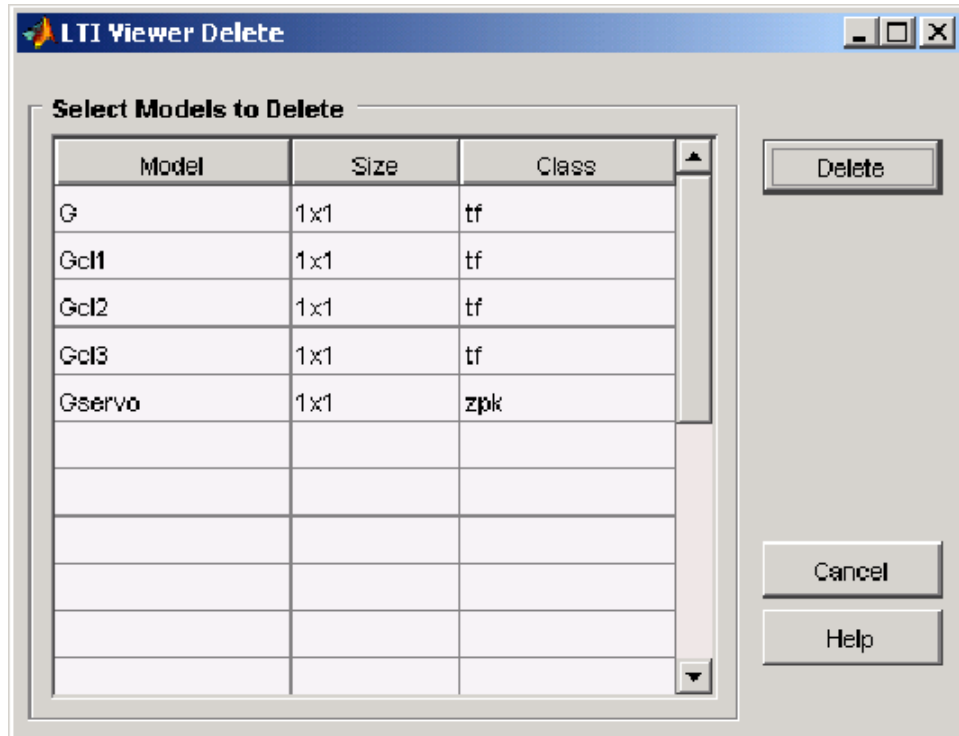 LTI Viewer Delete
Select Models to Delete
Model Size Class
G 1x1 tf
Gcl1 1x1 tf
Gcl2 1x1 tf
Gcl3 1x1 tf
Gservo 1x1 zpk
Delete
Cancel
Help